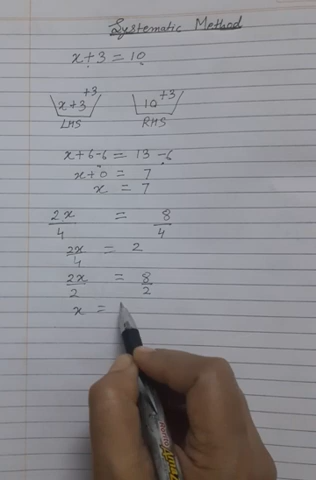 Systematic Method
x + 3 = 10
x+3 +3 10 +3
LHS RHS
x + 6 - 6 = 13 - 6
x + 0 = 7
x = 7
2x/4 = 8/4
2x/4 = 2
2x/2 = 8/2
x =